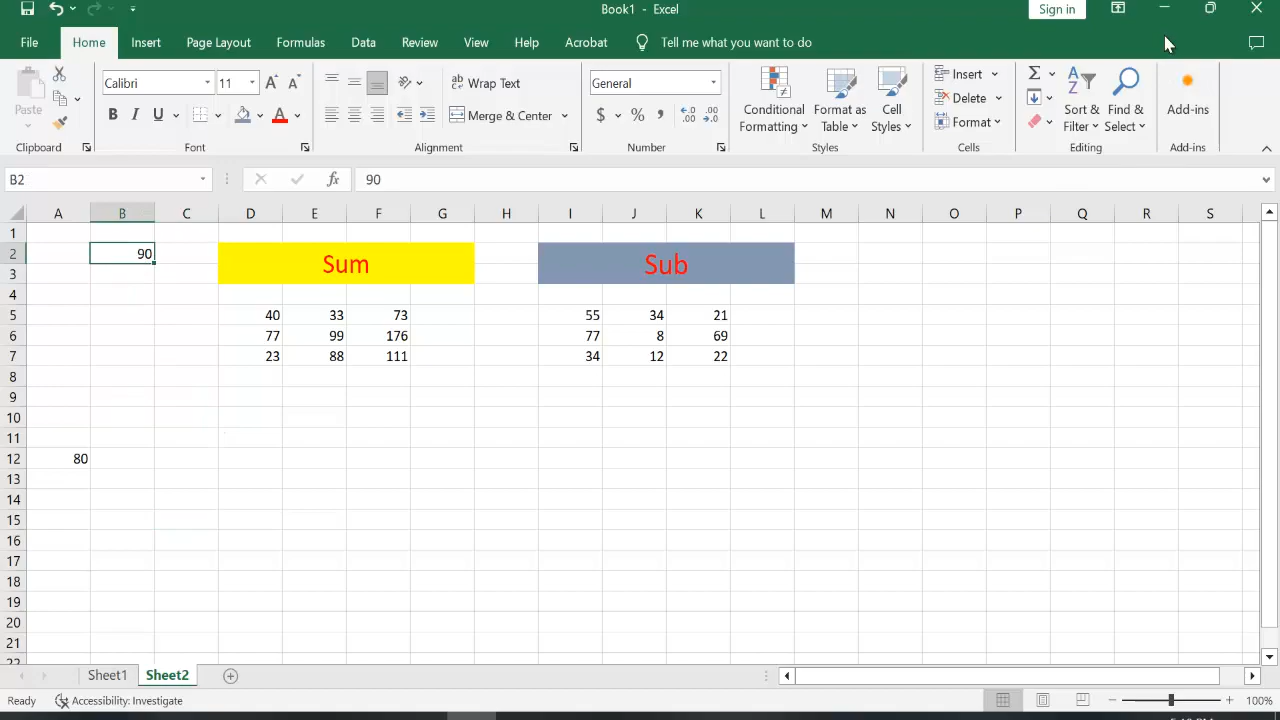 Book1 - Excel
Sign in
File Home Insert Page Layout Formulas Data Review View Help Acrobat Tell me what you want to do
Paste
Calibri 11
Wrap Text
General
Conditional Formatting
Format as Table
Cell Styles
Insert
Delete
Format
Sort & Filter
Find & Select
Add-ins
B I U
Merge & Center
$ % ,
Clipboard Font Alignment Number Styles Cells Editing Add-ins
B2 fx 90
A B C D E F G H I J K L M N O P Q R S
1
2 90 Sum Sub
3
4
5 40 33 73 55 34 21
6 77 99 176 77 8 69
7 23 88 111 34 12 22
8
9
10
11
12 80
13
14
15
16
17
18
19
20
21
22
Sheet1 Sheet2
Ready Accessibility: Investigate 100%